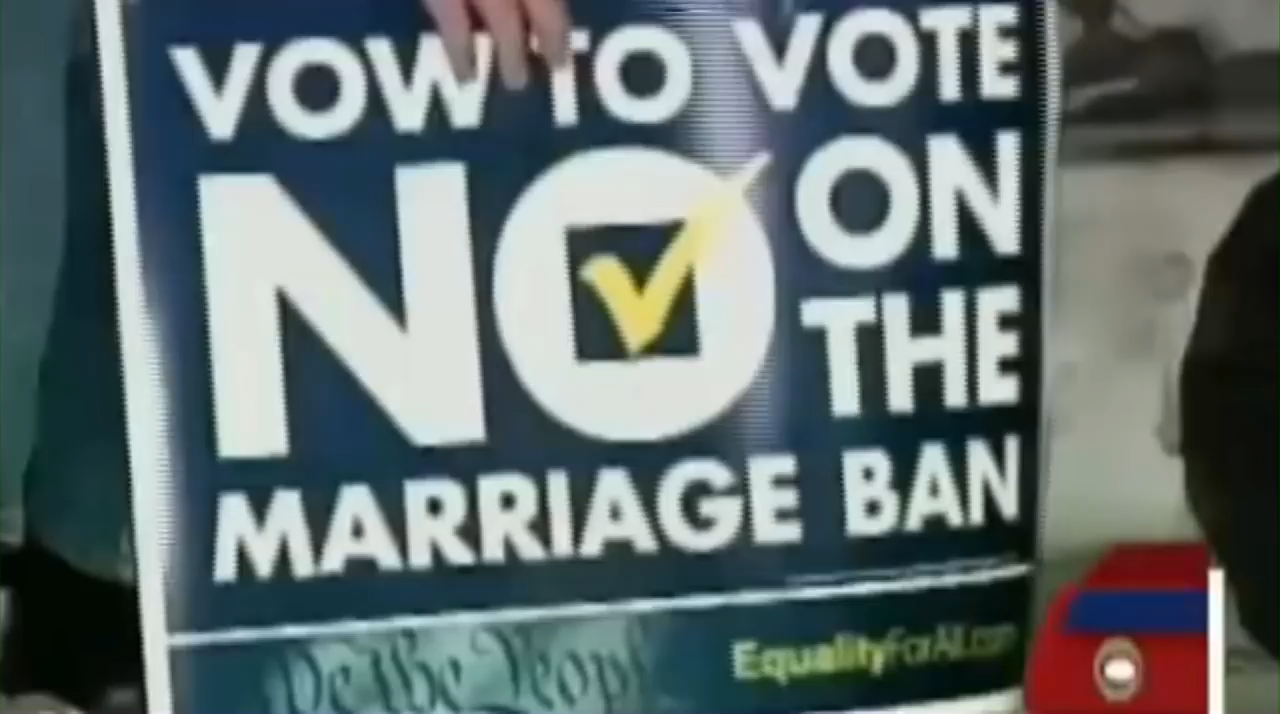 VOW TO VOTE
NO ON
THE
MARRIAGE BAN
We the People
EqualityForAll.com